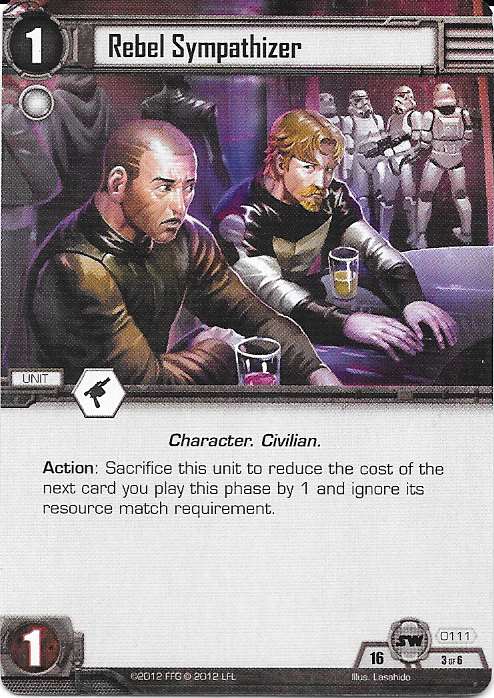 1
Rebel Sympathizer
UNIT
Character. Civilian.
Action: Sacrifice this unit to reduce the cost of the
next card you play this phase by 1 and ignore its
resource match requirement.
1
16
SW
0111
3 OF 6
©2012 FFG © 2012 LFL
Illus. Lasahido